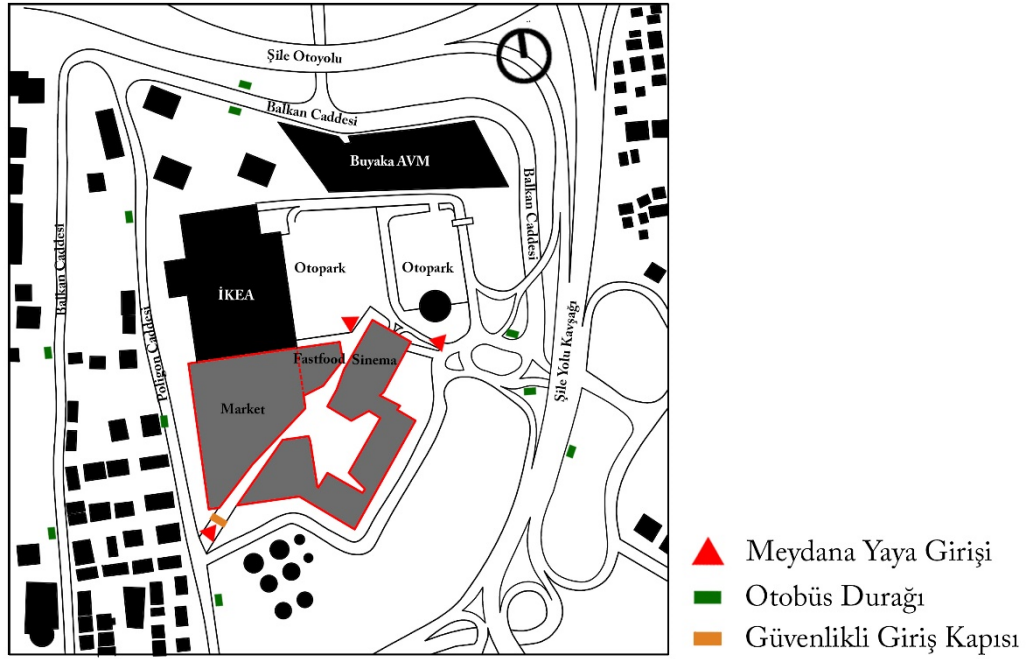 Şile Otoyolu
Balkan Caddesi
Buyaka AVM
Balkan Caddesi
Balkan Caddesi
Otopark
Otopark
İKEA
Poligon Caddesi
Şile Yolu Kavşağı
Fastfood
Sinema
Market
Meydana Yaya Girişi
Otobüs Durağı
Güvenlikli Giriş Kapısı